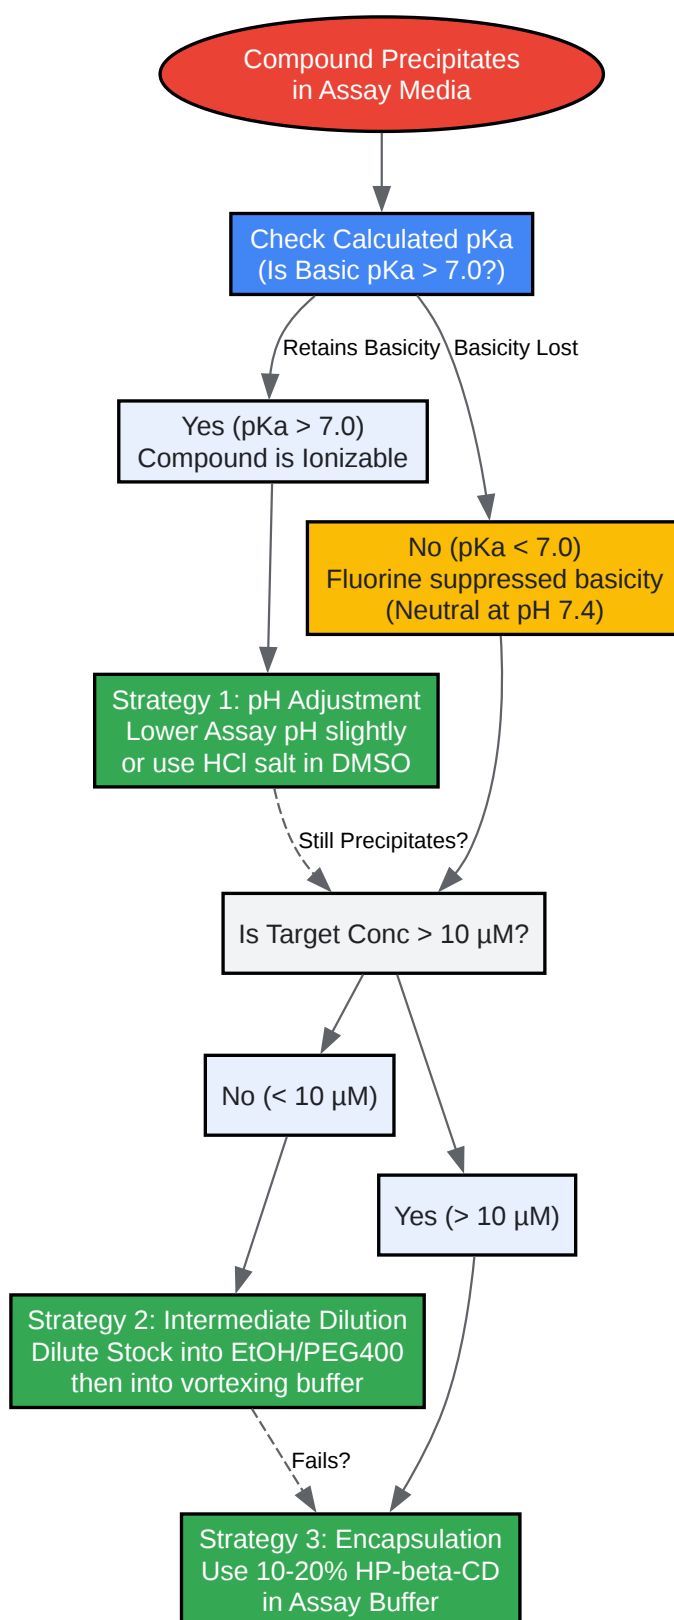 Compound Precipitates
in Assay Media
Check Calculated pKa
(Is Basic pKa > 7.0?)
Retains Basicity
Basicity Lost
Yes (pKa > 7.0)
Compound is Ionizable
No (pKa < 7.0)
Fluorine suppressed basicity
(Neutral at pH 7.4)
Strategy 1: pH Adjustment
Lower Assay pH slightly
or use HCl salt in DMSO
Still Precipitates?
Is Target Conc > 10 µM?
No (< 10 µM)
Yes (> 10 µM)
Strategy 2: Intermediate Dilution
Dilute Stock into EtOH/PEG400
then into vortexing buffer
Fails?
Strategy 3: Encapsulation
Use 10-20% HP-beta-CD
in Assay Buffer